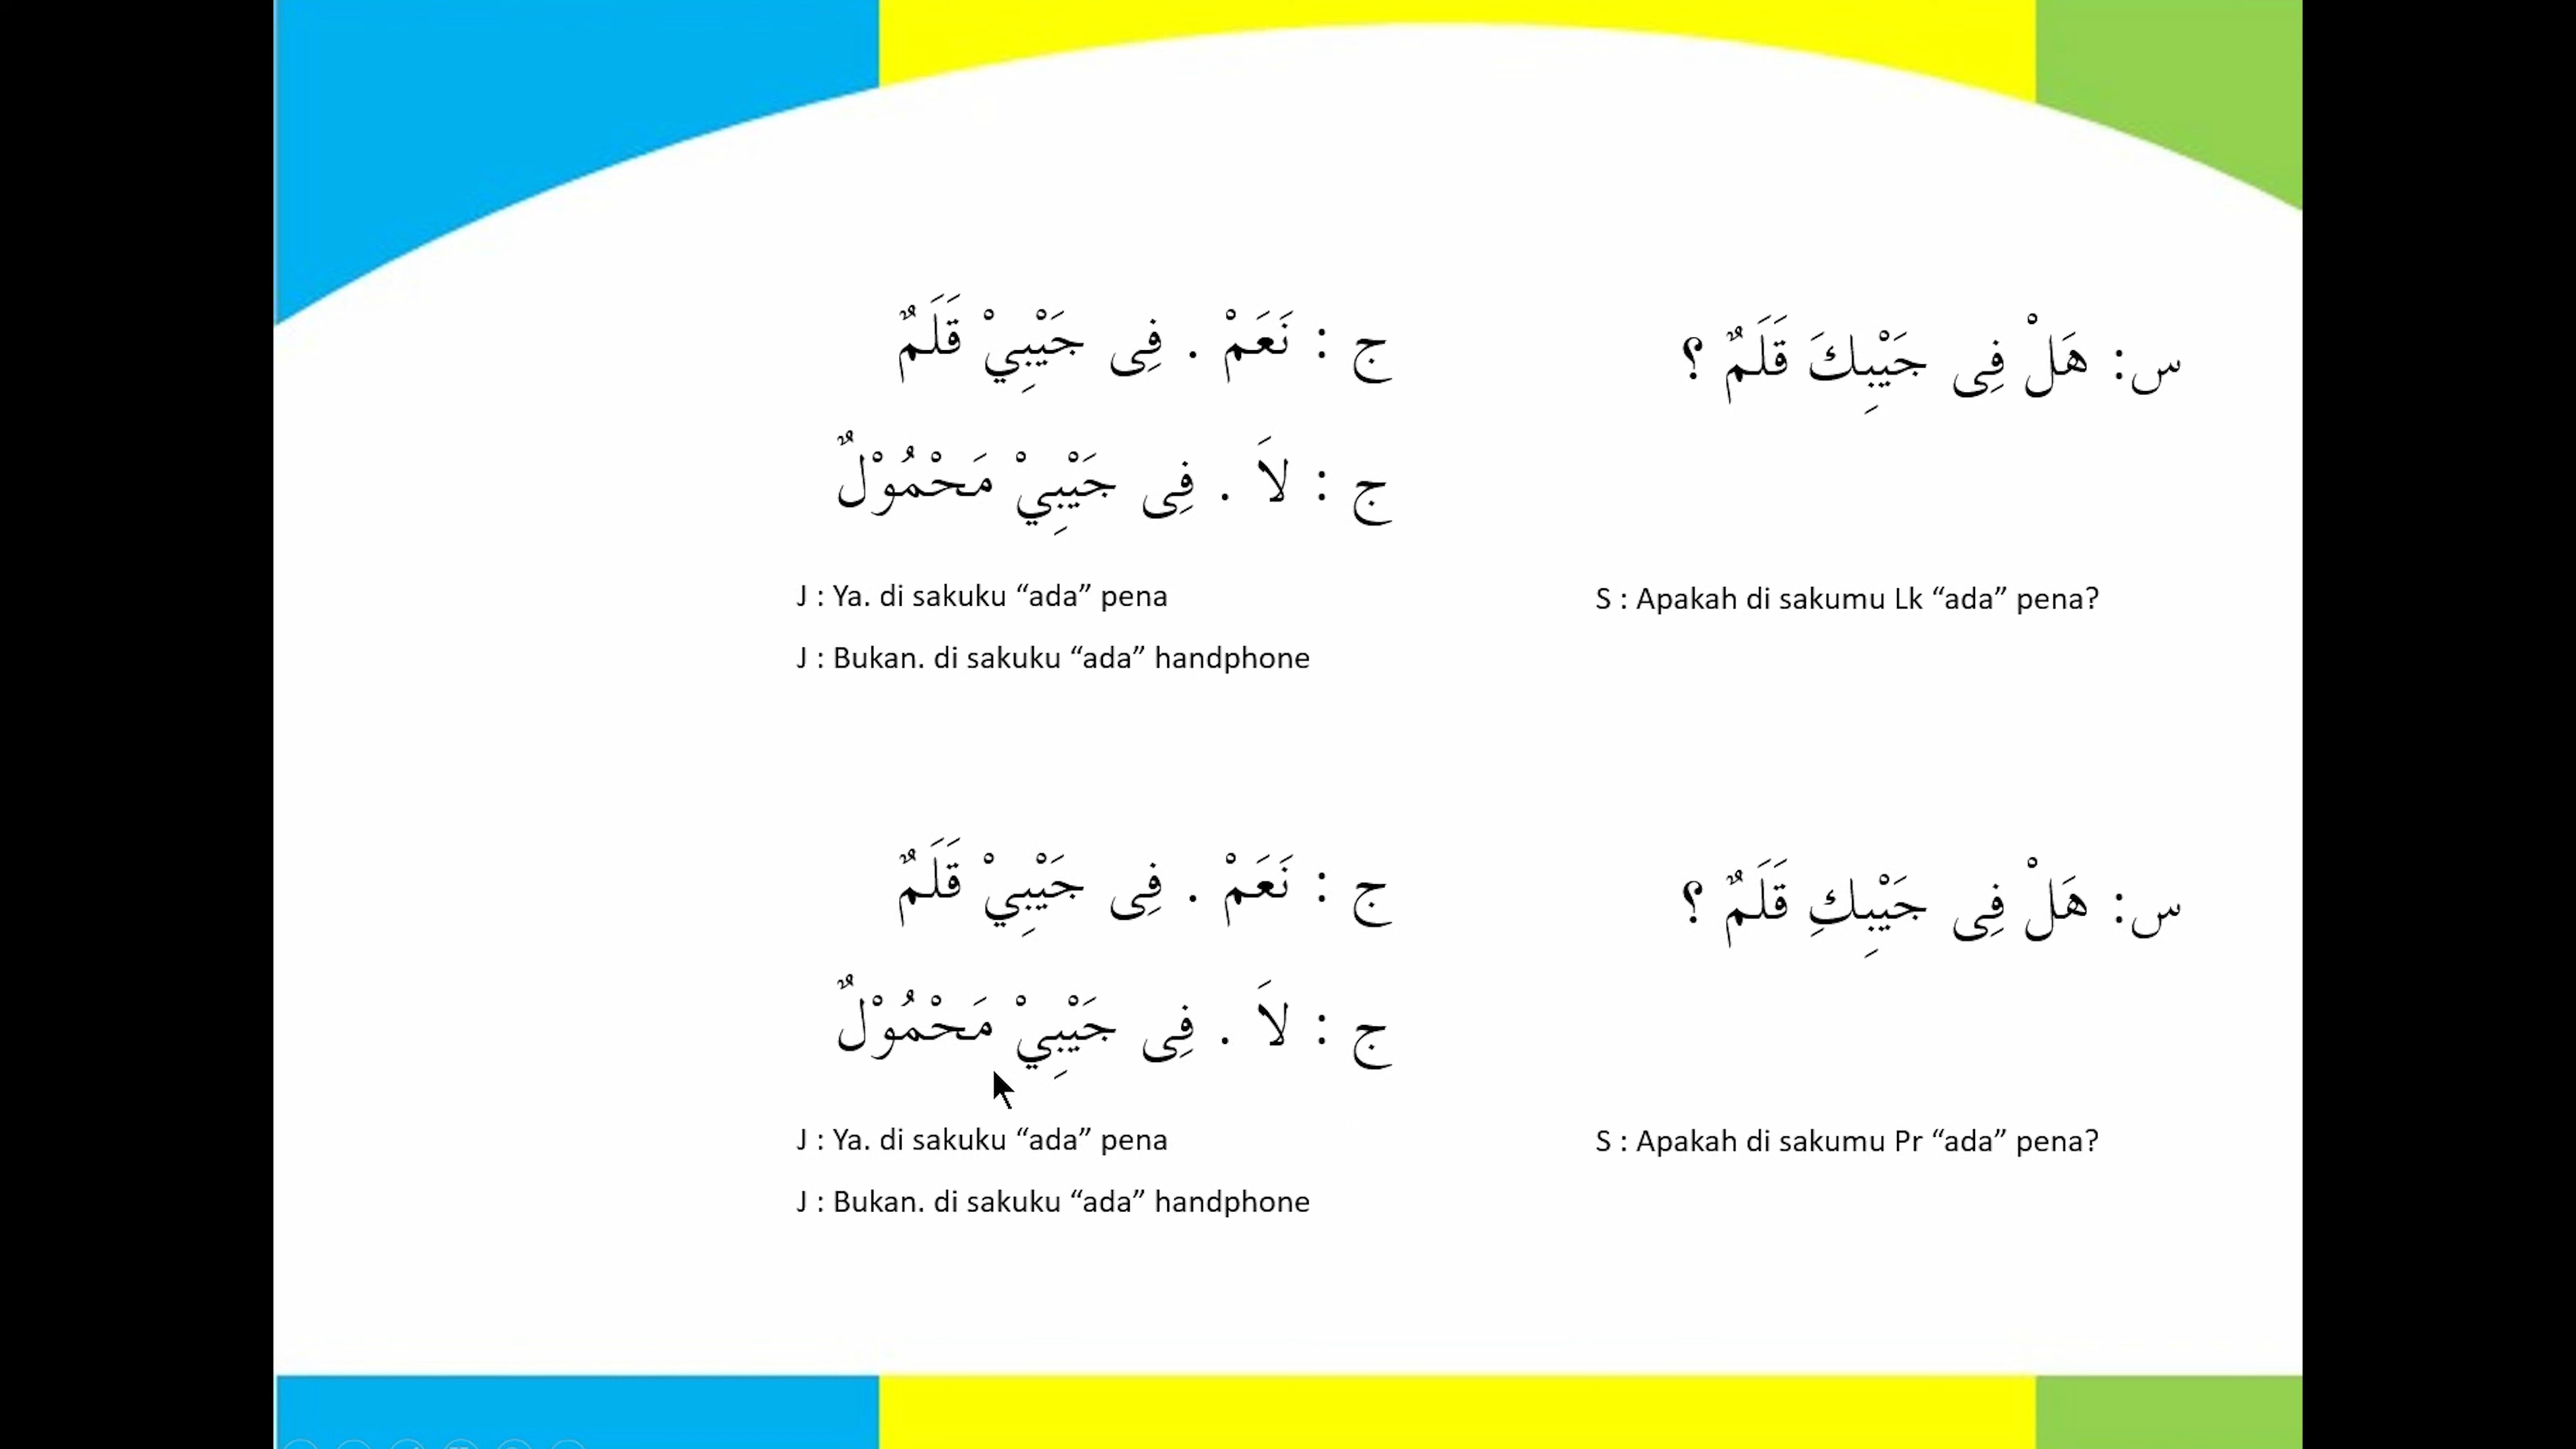 س: هَلْ فِى جَيْبِكَ قَلَمٌ ؟
ج : نَعَمْ . فِى جَيْبِيْ قَلَمٌ
ج : لاَ . فِى جَيْبِيْ مَحْمُوْلٌ
S : Apakah di sakumu Lk “ada” pena?
J : Ya. di sakuku “ada” pena
J : Bukan. di sakuku “ada” handphone
س: هَلْ فِى جَيْبِكِ قَلَمٌ ؟
ج : نَعَمْ . فِى جَيْبِيْ قَلَمٌ
ج : لاَ . فِى جَيْبِيْ مَحْمُوْلٌ
S : Apakah di sakumu Pr “ada” pena?
J : Ya. di sakuku “ada” pena
J : Bukan. di sakuku “ada” handphone